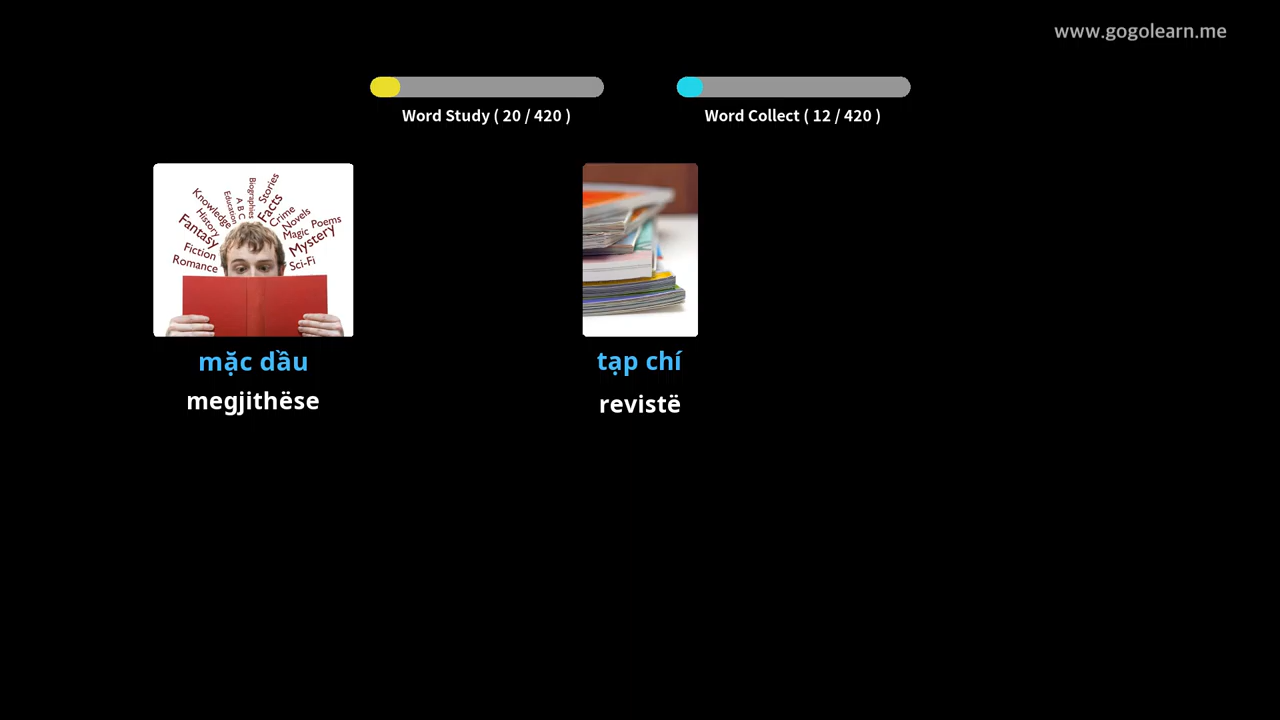 www.gogolearn.me
Word Study ( 20 / 420 )
Word Collect ( 12 / 420 )
Knowledge
History
Fantasy
Fiction
Romance
Education
A B C
Biographies
Stories
Facts
Crime
Novels
Magic
Poems
Mystery
Sci-Fi
mặc dầu
megjithëse
tạp chí
revistë